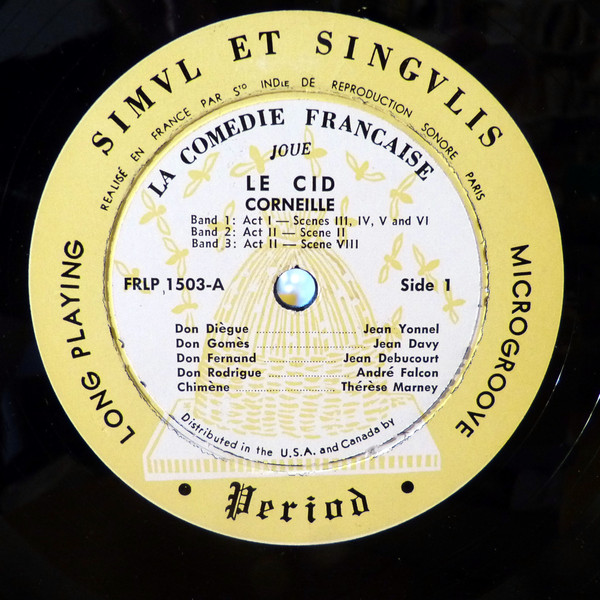 SIMVL ET SINGVLIS
REALISÉ EN FRANCE PAR Sto INDie DE REPRODUCTION SONORE PARIS
LA COMEDIE FRANCAISE
JOUE
LE CID
CORNEILLE
Band 1: Act I — Scenes III, IV, V and VI
Band 2: Act II — Scene II
Band 3: Act II — Scene VIII
FRLP 1503-A Side 1
LONG PLAYING
MICROGROOVE
Don Diègue Jean Yonnel
Don Gomès Jean Davy
Don Fernand Jean Debucourt
Don Rodrigue André Falcon
Chimène Thérèse Marney
Distributed in the U.S.A. and Canada by
• Period •